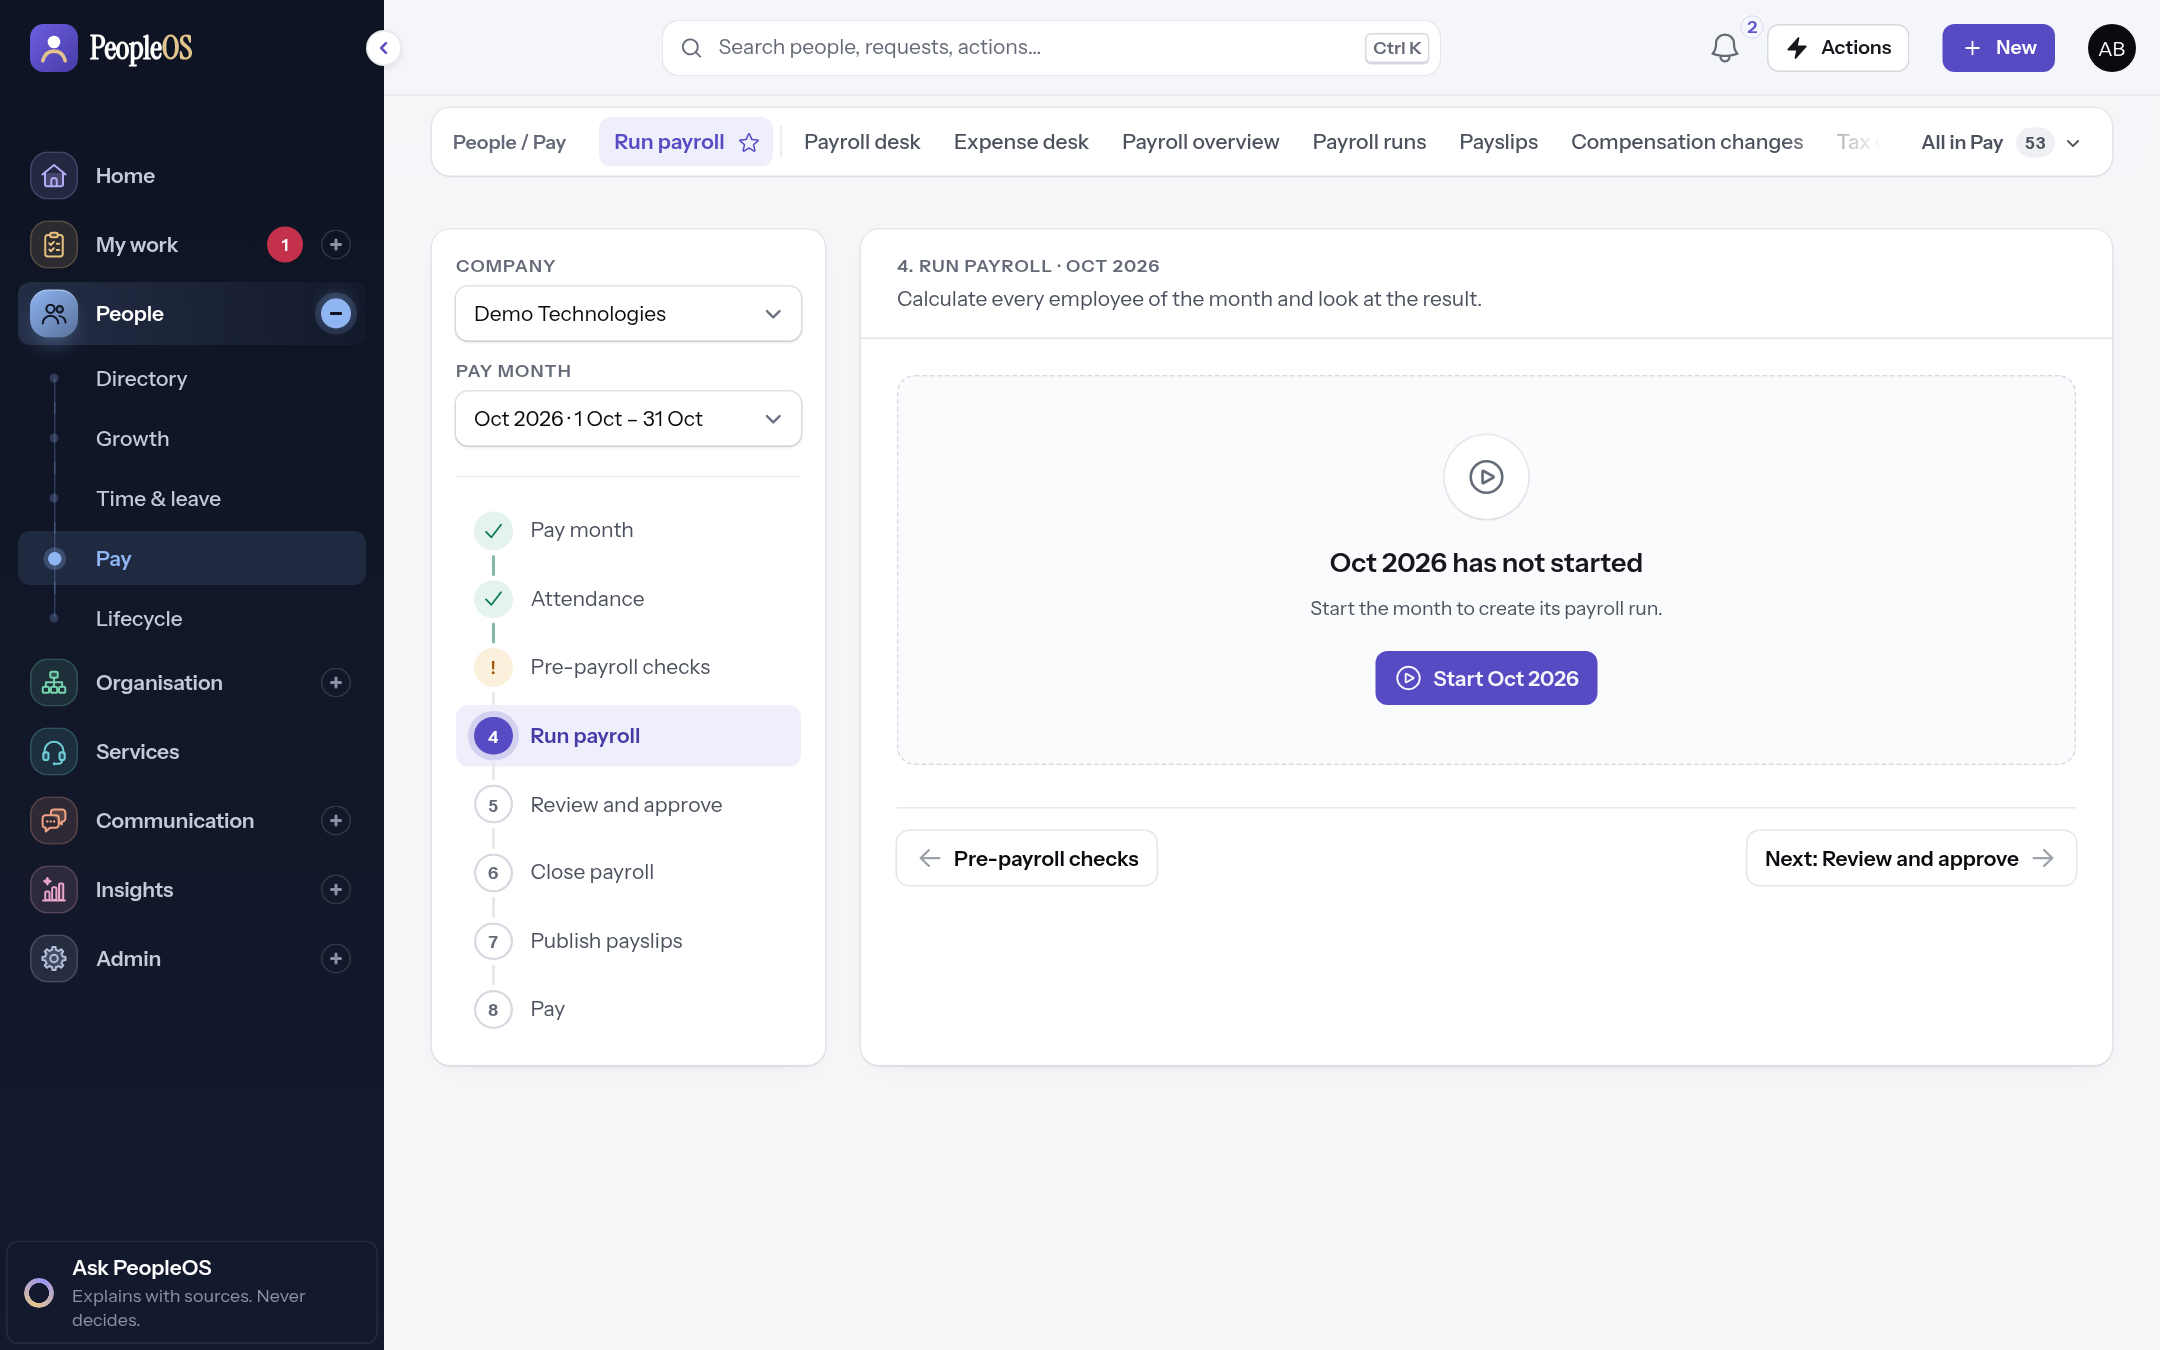 PeopleOS
Search people, requests, actions...
Ctrl K
2
Actions
New
AB
Home
My work
1
People
Directory
Growth
Time & leave
Pay
Lifecycle
Organisation
Services
Communication
Insights
Admin
Ask PeopleOS
Explains with sources. Never
decides.
People / Pay
Run payroll
Payroll desk
Expense desk
Payroll overview
Payroll runs
Payslips
Compensation changes
Tax
All in Pay
53
COMPANY
Demo Technologies
PAY MONTH
Oct 2026 · 1 Oct – 31 Oct
Pay month
Attendance
! Pre-payroll checks
4 Run payroll
5 Review and approve
6 Close payroll
7 Publish payslips
8 Pay
4. RUN PAYROLL · OCT 2026
Calculate every employee of the month and look at the result.
Oct 2026 has not started
Start the month to create its payroll run.
Start Oct 2026
Pre-payroll checks
Next: Review and approve